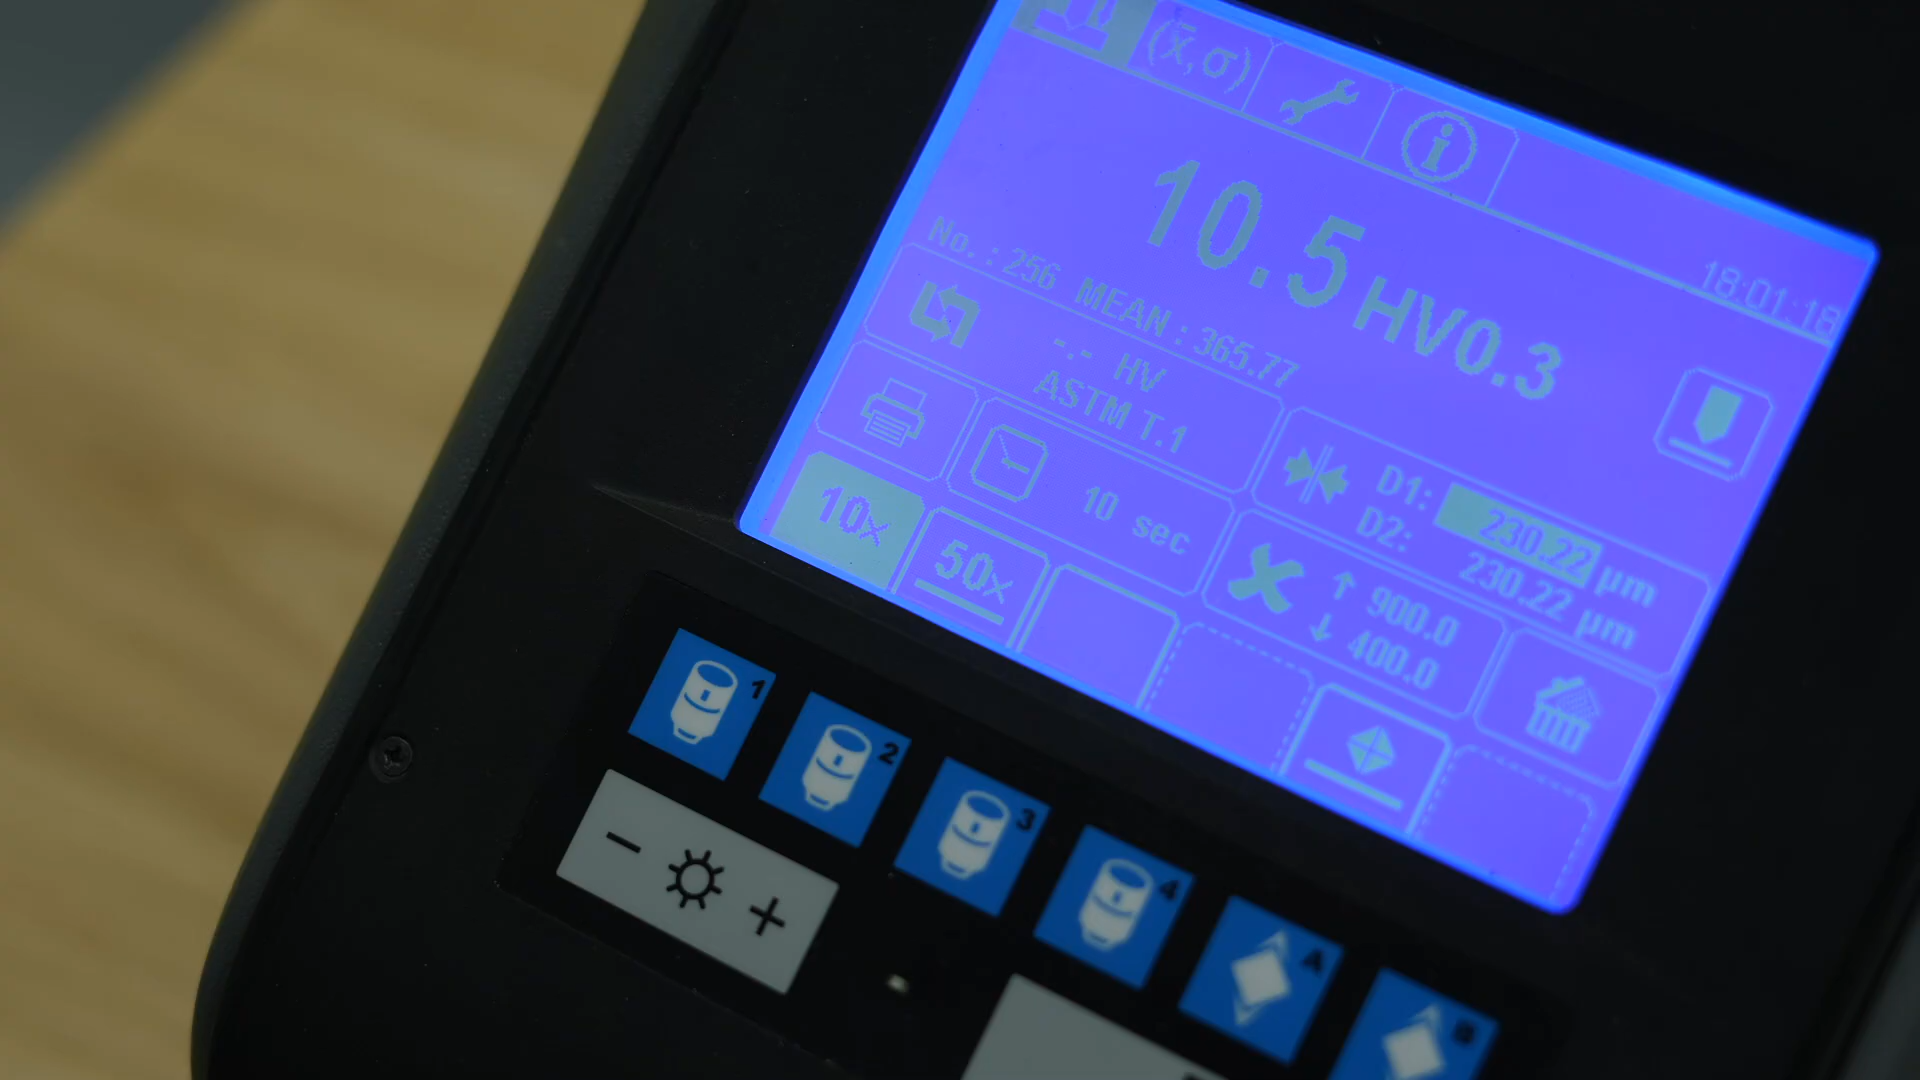 (x̄,σ)
i
18:01:18
10.5 HV0.3
No. : 256 MEAN : 365.77
-.- HV
ASTM T.1
D1: 230.22 µm
D2: 230.22 µm
10 sec
↑ 900.0
↓ 400.0
10x
50x
1
2
3
4
A
B
- +